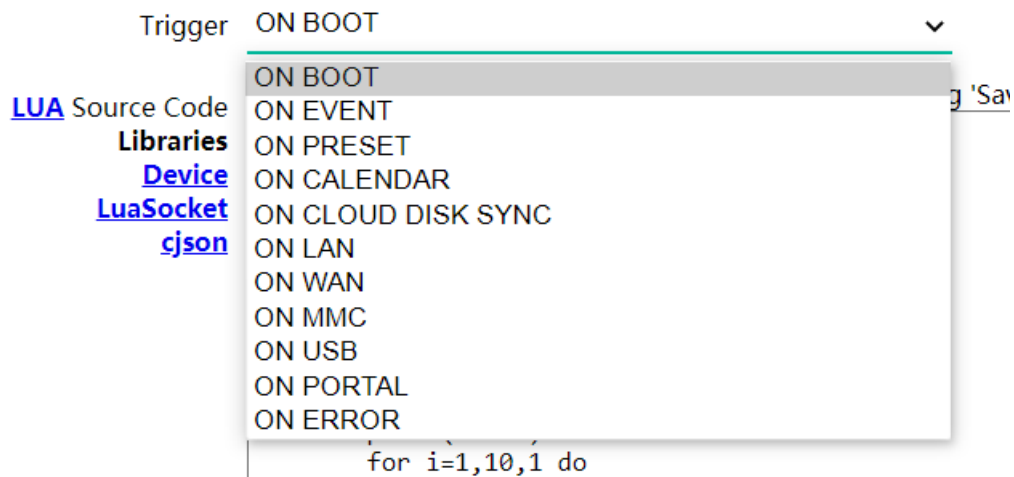 Trigger ON BOOT
ON BOOT
g 'Sav
LUA Source Code
ON EVENT
Libraries
ON PRESET
Device
ON CALENDAR
LuaSocket
ON CLOUD DISK SYNC
cjson
ON LAN
ON WAN
ON MMC
ON USB
ON PORTAL
ON ERROR
for i=1,10,1 do